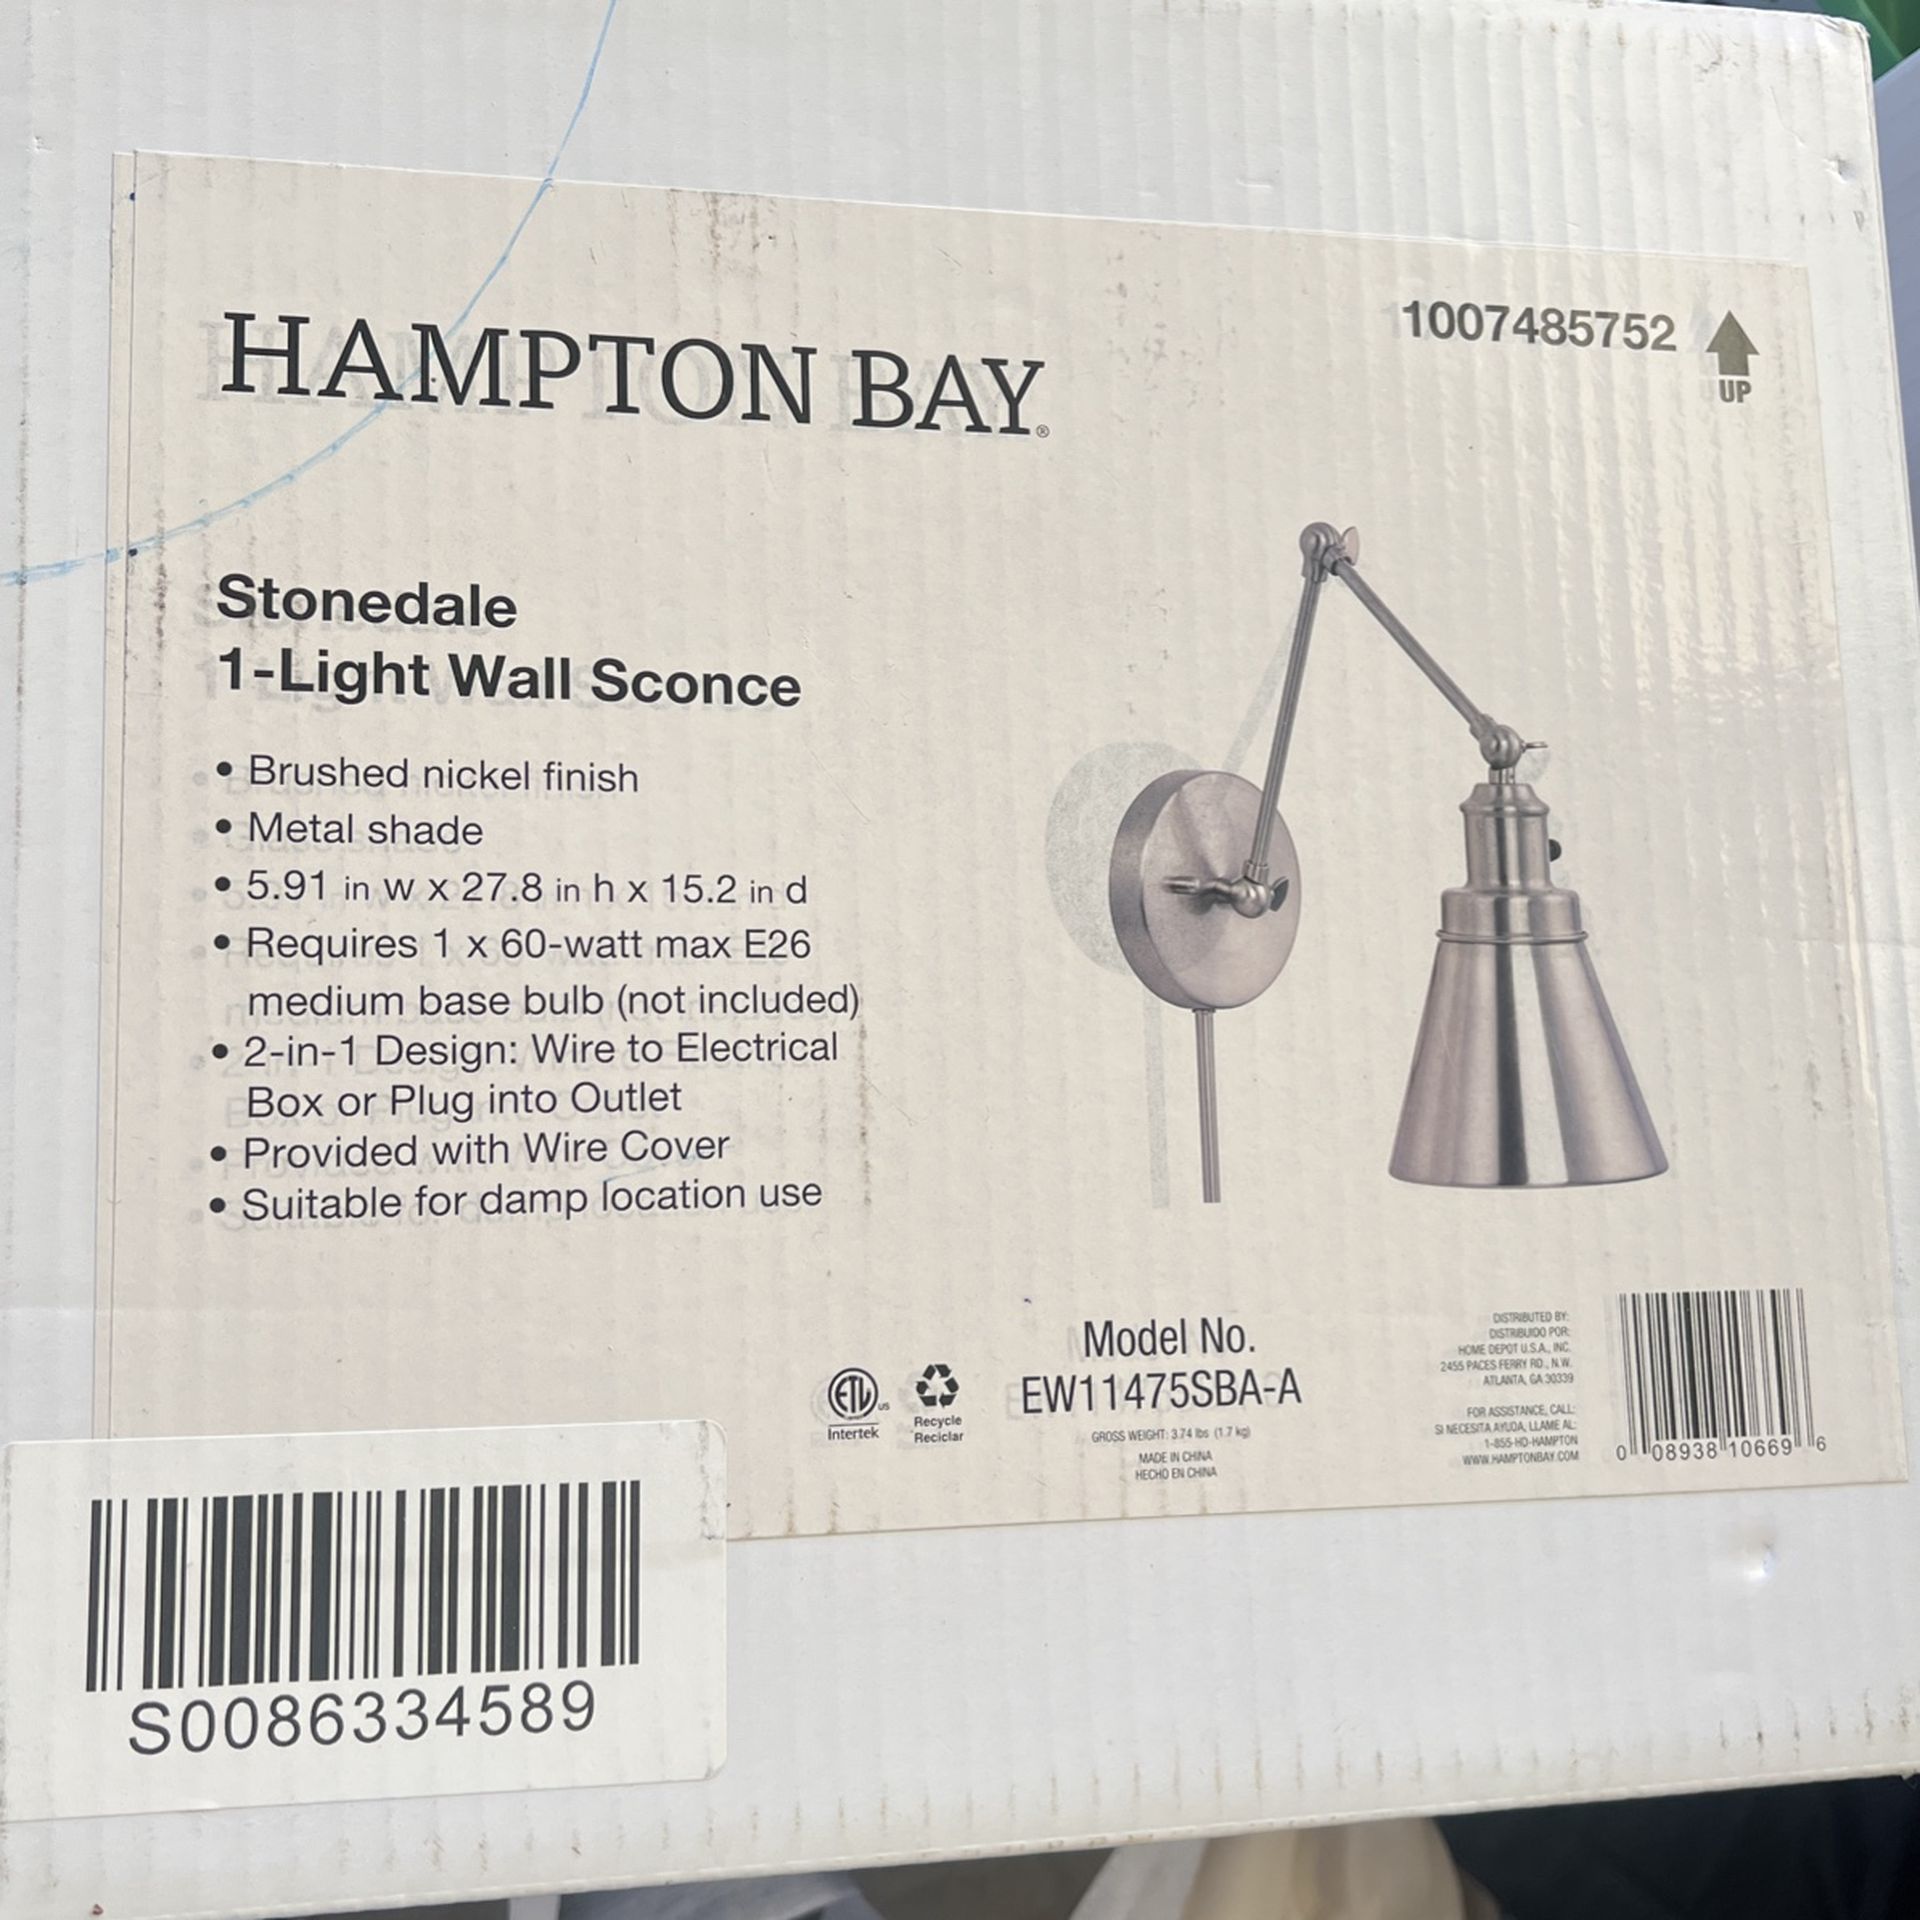 HAMPTON BAY®
1007485752
UP
Stonedale
1-Light Wall Sconce
• Brushed nickel finish
• Metal shade
• 5.91 in w x 27.8 in h x 15.2 in d
• Requires 1 x 60-watt max E26
medium base bulb (not included)
• 2-in-1 Design: Wire to Electrical
Box or Plug into Outlet
• Provided with Wire Cover
• Suitable for damp location use
ETL US
Intertek
Recycle
Reciclar
Model No.
EW11475SBA-A
GROSS WEIGHT: 3.74 lbs (1.7 kg)
MADE IN CHINA
HECHO EN CHINA
DISTRIBUTED BY:
DISTRIBUIDO POR:
HOME DEPOT U.S.A., INC.
2455 PACES FERRY RD., N.W.
ATLANTA, GA 30339
FOR ASSISTANCE, CALL:
SI NECESITA AYUDA, LLAME AL:
1-855-HD-HAMPTON
WWW.HAMPTONBAY.COM
0 08938 10669 6
S0086334589